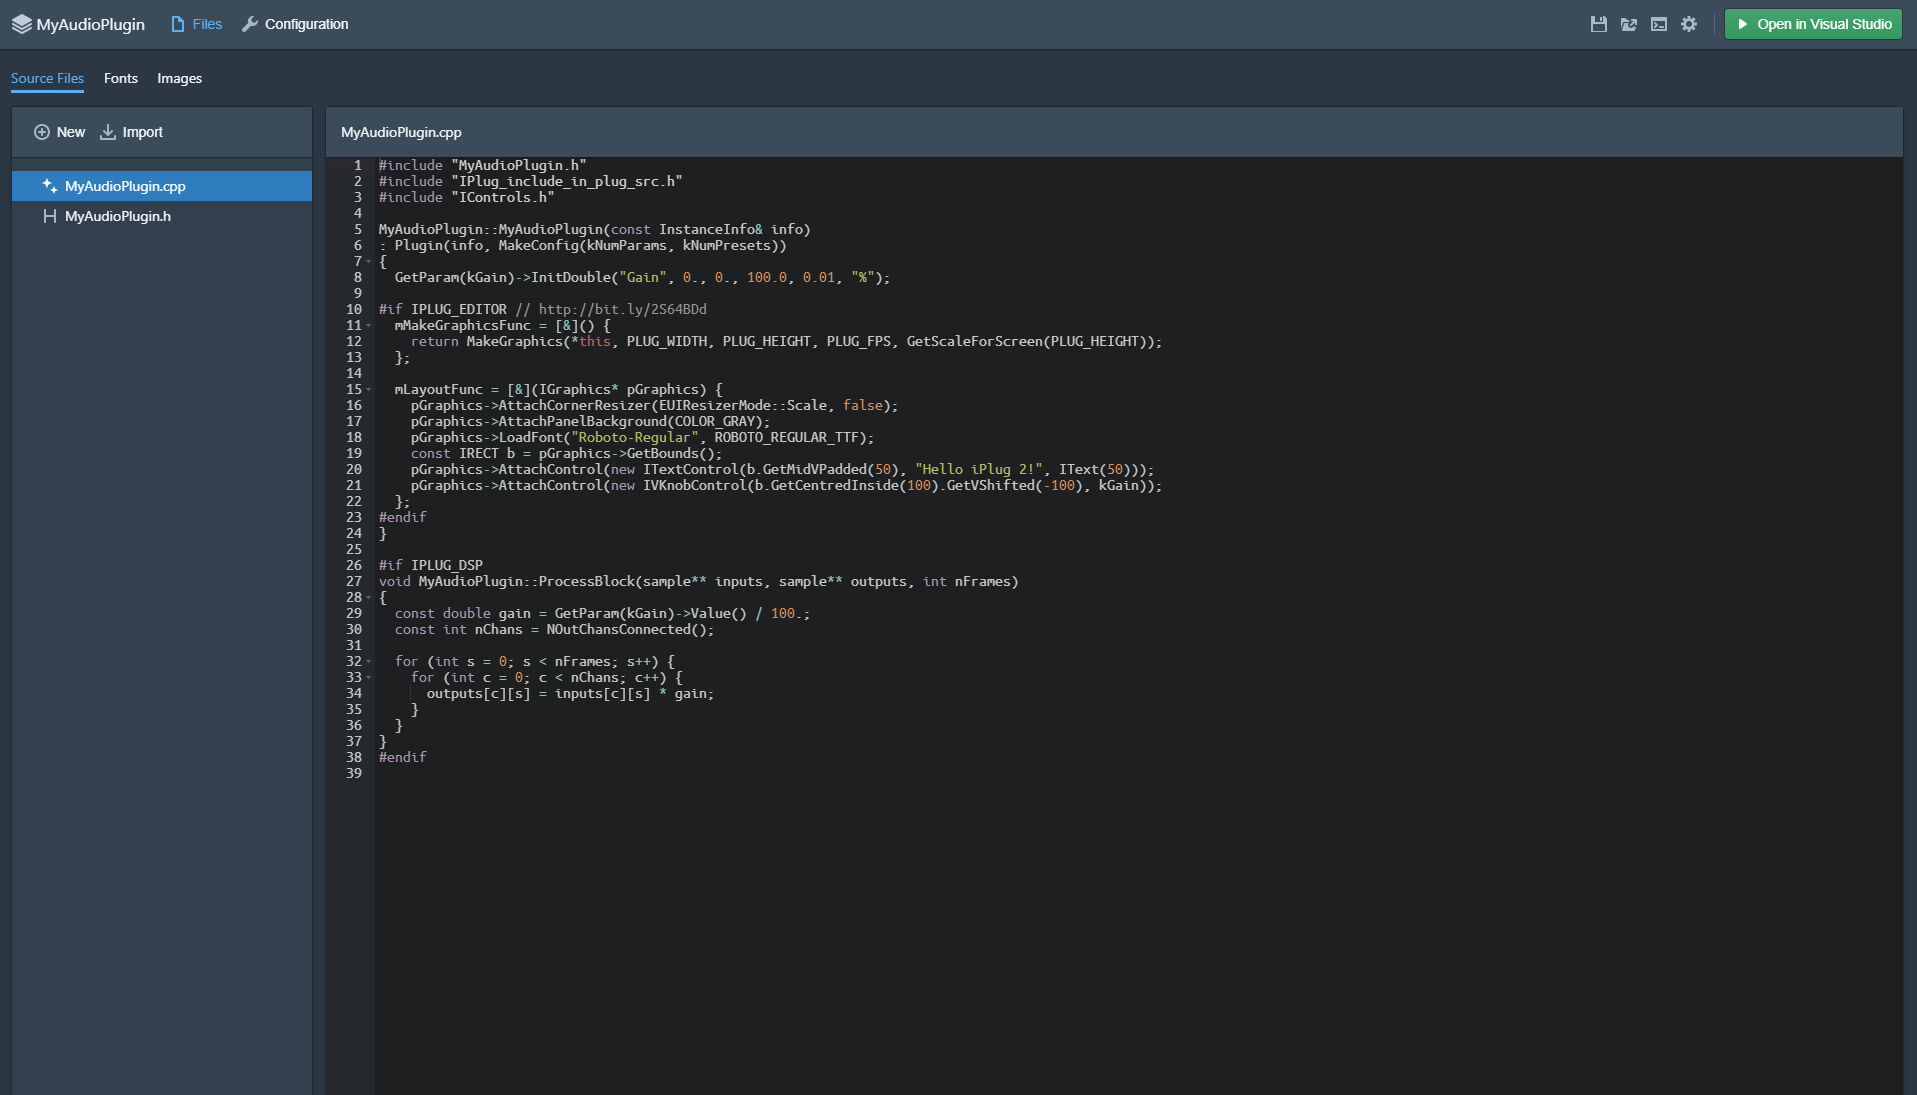 MyAudioPlugin Files Configuration Open in Visual Studio
Source Files Fonts Images
New Import
MyAudioPlugin.cpp
MyAudioPlugin.h
MyAudioPlugin.cpp
1 #include "MyAudioPlugin.h"
2 #include "IPlug_include_in_plug_src.h"
3 #include "IControls.h"
4
5 MyAudioPlugin::MyAudioPlugin(const InstanceInfo& info)
6 : Plugin(info, MakeConfig(kNumParams, kNumPresets))
7 {
8   GetParam(kGain)->InitDouble("Gain", 0., 0., 100.0, 0.01, "%");
9
10 #if IPLUG_EDITOR // http://bit.ly/2S64BDd
11   mMakeGraphicsFunc = [&]() {
12     return MakeGraphics(*this, PLUG_WIDTH, PLUG_HEIGHT, PLUG_FPS, GetScaleForScreen(PLUG_HEIGHT));
13   };
14
15   mLayoutFunc = [&](IGraphics* pGraphics) {
16     pGraphics->AttachCornerResizer(EUIResizerMode::Scale, false);
17     pGraphics->AttachPanelBackground(COLOR_GRAY);
18     pGraphics->LoadFont("Roboto-Regular", ROBOTO_REGULAR_TTF);
19     const IRECT b = pGraphics->GetBounds();
20     pGraphics->AttachControl(new ITextControl(b.GetMidVPadded(50), "Hello iPlug 2!", IText(50)));
21     pGraphics->AttachControl(new IVKnobControl(b.GetCentredInside(100).GetVShifted(-100), kGain));
22   };
23 #endif
24 }
25
26 #if IPLUG_DSP
27 void MyAudioPlugin::ProcessBlock(sample** inputs, sample** outputs, int nFrames)
28 {
29   const double gain = GetParam(kGain)->Value() / 100.;
30   const int nChans = NOutChansConnected();
31
32   for (int s = 0; s < nFrames; s++) {
33     for (int c = 0; c < nChans; c++) {
34       outputs[c][s] = inputs[c][s] * gain;
35     }
36   }
37 }
38 #endif
39